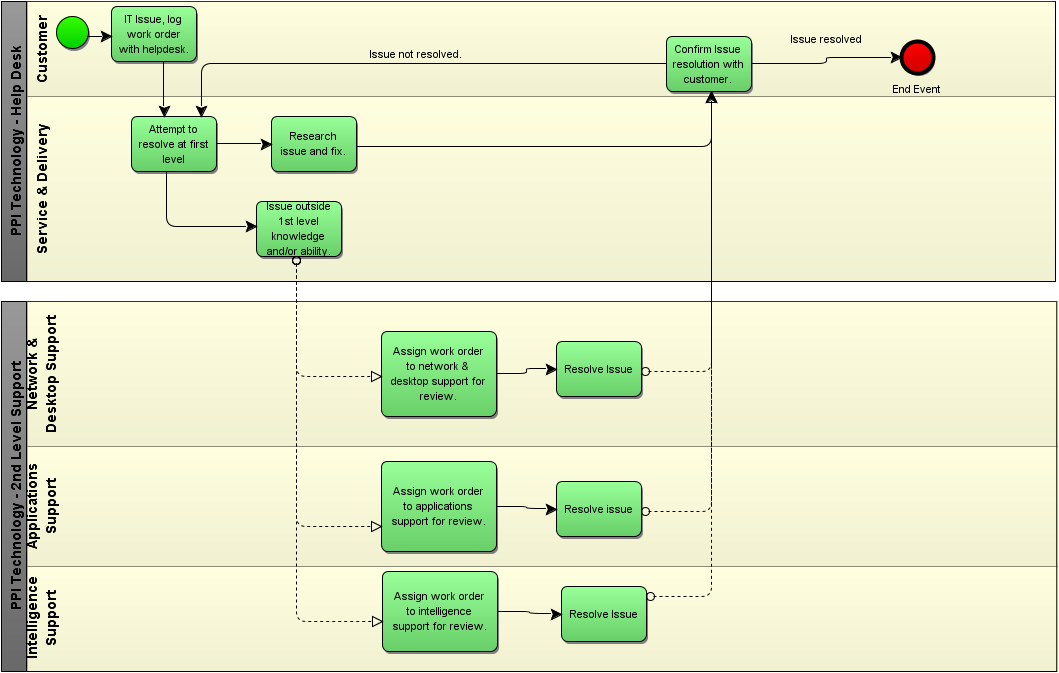 PPI Technology - Help Desk
Customer
IT Issue, log
work order
with helpdesk.
Issue not resolved.
Confirm Issue
resolution with
customer.
Issue resolved
End Event
Service & Delivery
Attempt to
resolve at first
level
Research
issue and fix.
Issue outside
1st level
knowledge
and/or ability.
PPI Technology - 2nd Level Support
Network &
Desktop Support
Assign work order
to network &
desktop support for
review.
Resolve Issue
Applications
Support
Assign work order
to applications
support for review.
Resolve issue
Intelligence
Support
Assign work order
to intelligence
support for review.
Resolve Issue